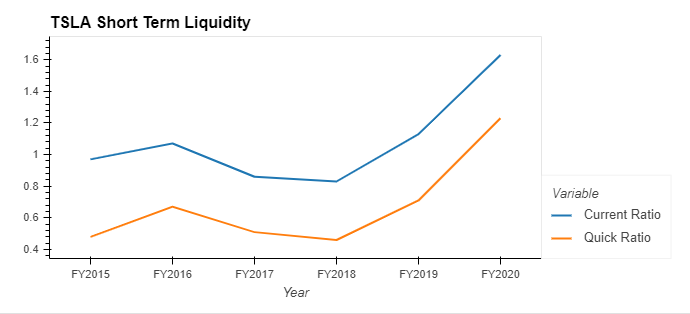 TSLA Short Term Liquidity
1.6
1.4
1.2
1
0.8
0.6
0.4
FY2015 FY2016 FY2017 FY2018 FY2019 FY2020
Year
Variable
Current Ratio
Quick Ratio